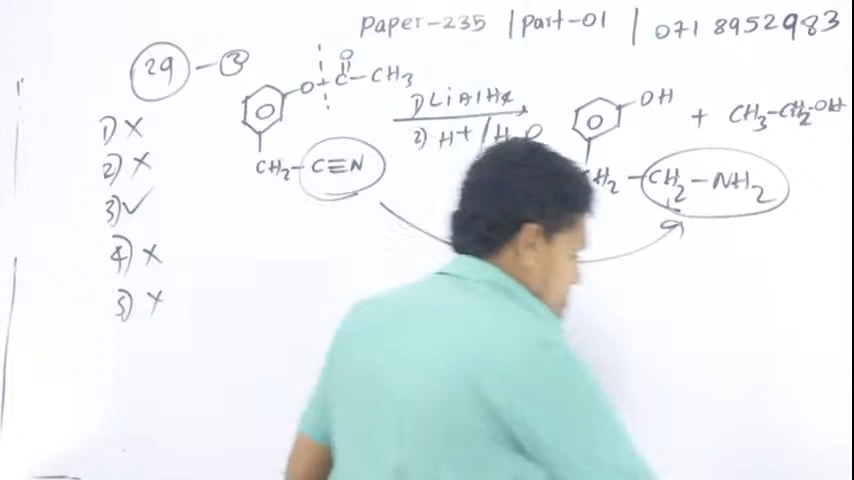 Paper-235 | Part-01 | 071 8952983
29 - 3
O
O C-CH3
O
CH2-C≡N
1) LiAlH4
2) H+ / H2O
OH
O
+ CH3-CH2-OH
CH2 - CH2 - NH2
1) X
2) X
3) ✓
4) X
5) X